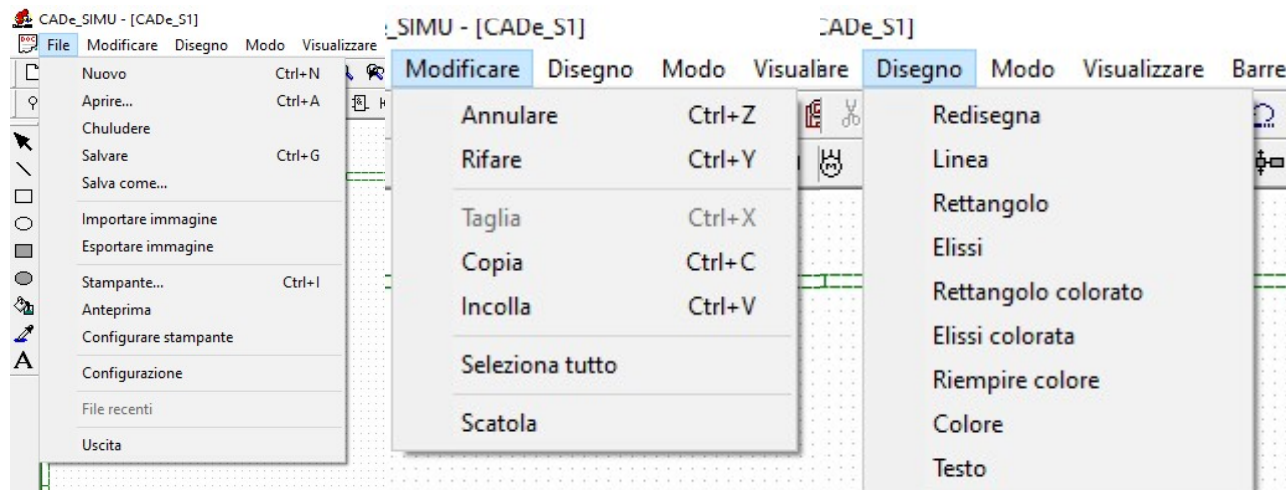 CADe_SIMU - [CADe_S1]
File Modificare Disegno Modo Visualizzare
Nuovo Ctrl+N
Aprire... Ctrl+A
Chuludere
Salvare Ctrl+G
Salva come...
Importare immagine
Esportare immagine
Stampante... Ctrl+I
Anteprima
Configurare stampante
Configurazione
File recenti
Uscita
A
_SIMU - [CADe_S1]
Modificare Disegno Modo
Annulare Ctrl+Z
Rifare Ctrl+Y
Taglia Ctrl+X
Copia Ctrl+C
Incolla Ctrl+V
Seleziona tutto
Scatola
CADe_S1]
Disegno Modo Visualizzare Barre
Redisegna
Linea
Rettangolo
Elissi
Rettangolo colorato
Elissi colorata
Riempire colore
Colore
Testo